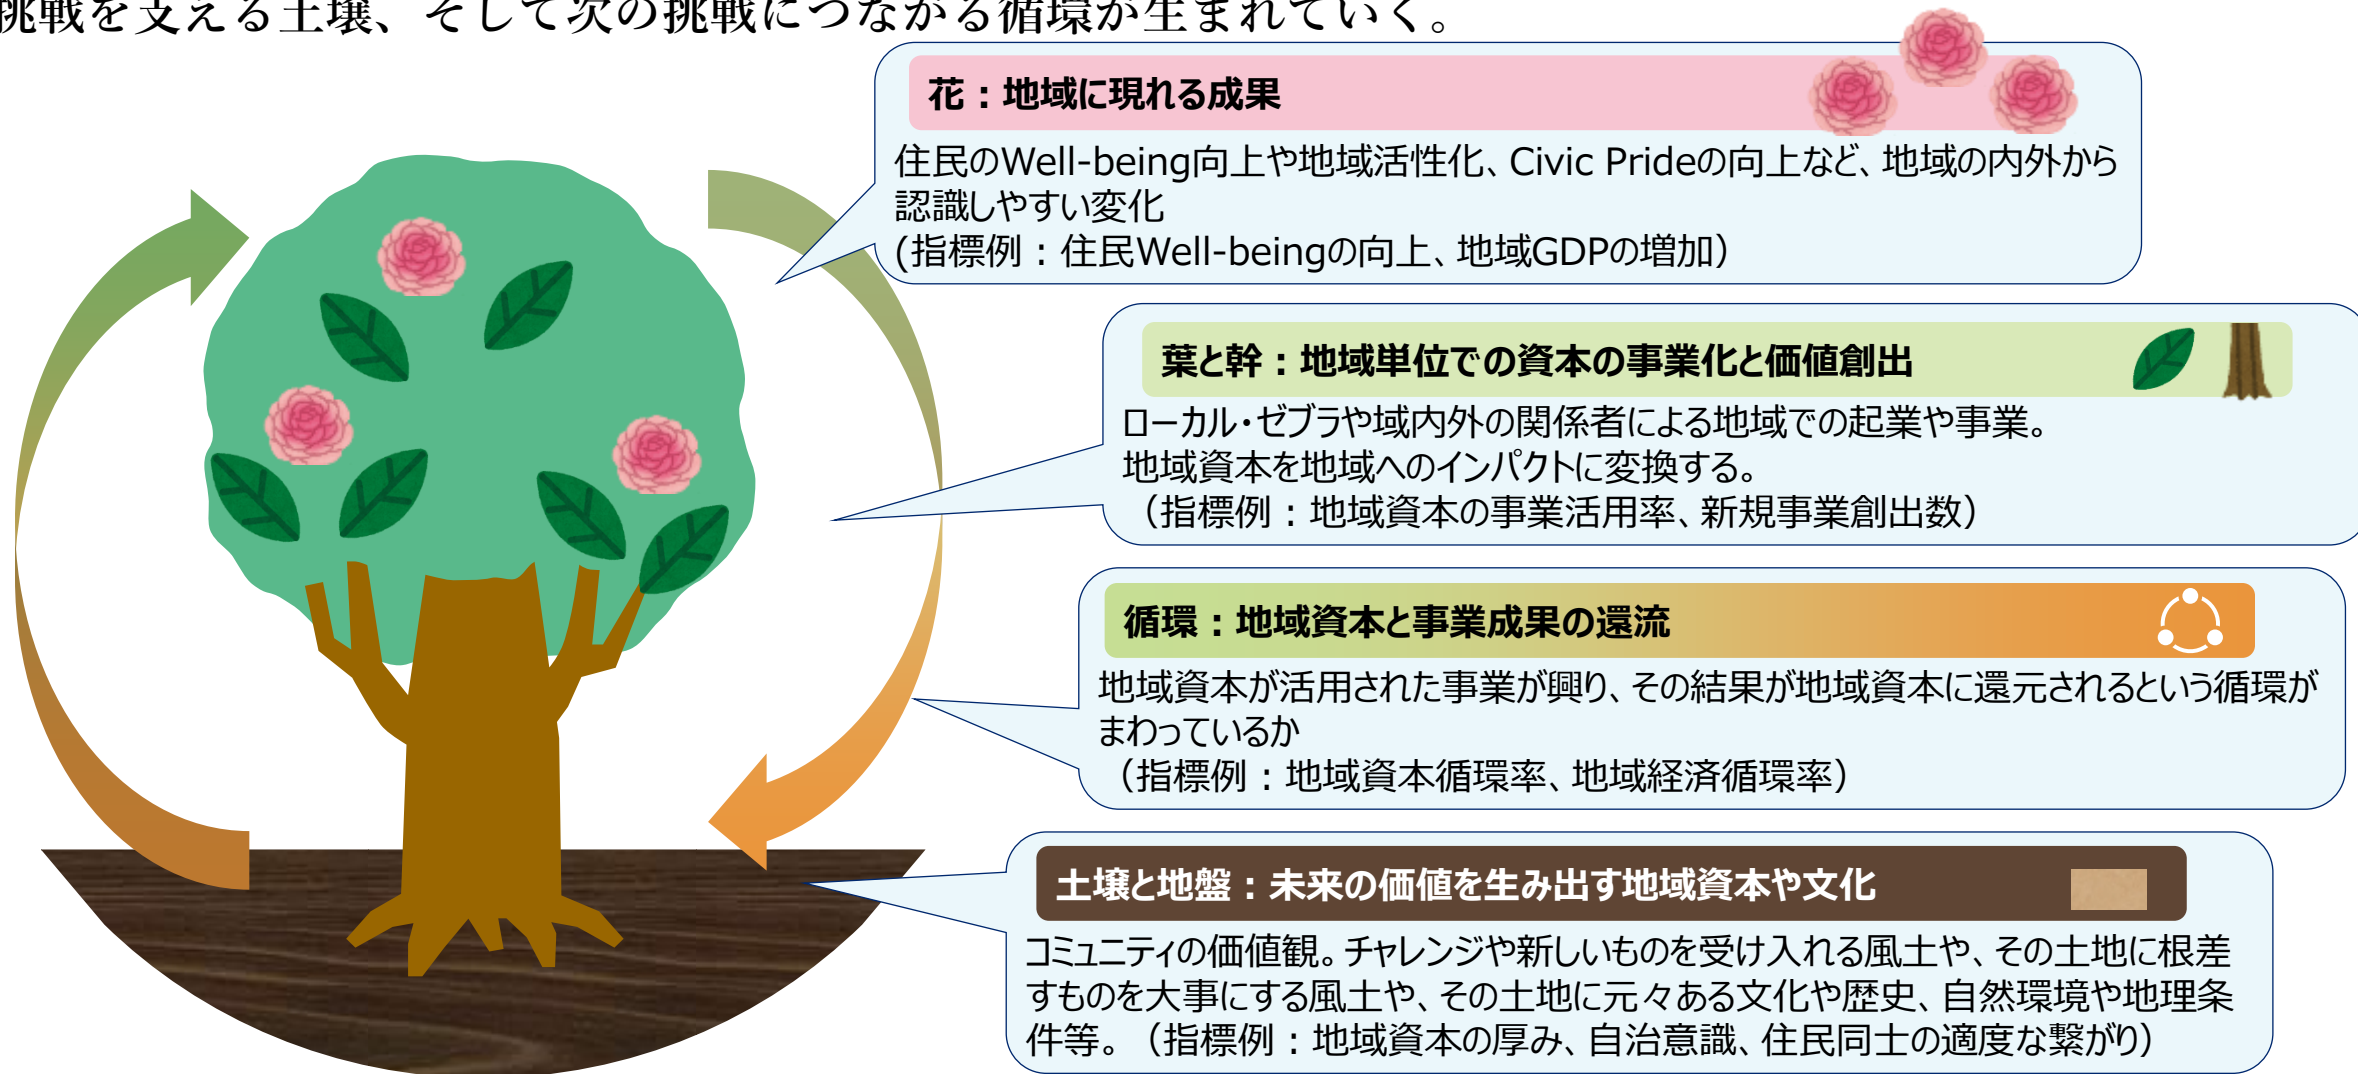 挑戦を支える土壌、そして次の挑戦につながる循環が生まれていく。
花：地域に現れる成果
住民のWell-being向上や地域活性化、Civic Prideの向上など、地域の内外から
認識しやすい変化
(指標例：住民Well-beingの向上、地域GDPの増加）
葉と幹：地域単位での資本の事業化と価値創出
ローカル・ゼブラや域内外の関係者による地域での起業や事業。
地域資本を地域へのインパクトに変換する。
（指標例：地域資本の事業活用率、新規事業創出数）
循環：地域資本と事業成果の還流
地域資本が活用された事業が興り、その結果が地域資本に還元されるという循環が
まわっているか
（指標例：地域資本循環率、地域経済循環率）
土壌と地盤：未来の価値を生み出す地域資本や文化
コミュニティの価値観。チャレンジや新しいものを受け入れる風土や、その土地に根差
すものを大事にする風土や、その土地に元々ある文化や歴史、自然環境や地理条
件等。（指標例：地域資本の厚み、自治意識、住民同士の適度な繋がり）